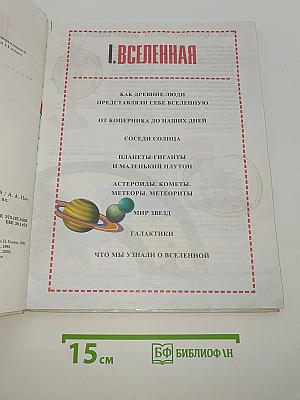 I. ВСЕЛЕННАЯ
КАК ДРЕВНИЕ ЛЮДИ
ПРЕДСТАВЛЯЛИ СЕБЕ ВСЕЛЕННУЮ
ОТ КОПЕРНИКА ДО НАШИХ ДНЕЙ
СОСЕДИ СОЛНЦА
ПЛАНЕТЫ-ГИГАНТЫ
И МАЛЕНЬКИЙ ПЛУТОН
АСТЕРОИДЫ. КОМЕТЫ.
МЕТЕОРЫ. МЕТЕОРИТЫ
МИР ЗВЕЗД
ГАЛАКТИКИ
ЧТО МЫ УЗНАЛИ О ВСЕЛЕННОЙ
15 см
БФ БИБЛИОФАН